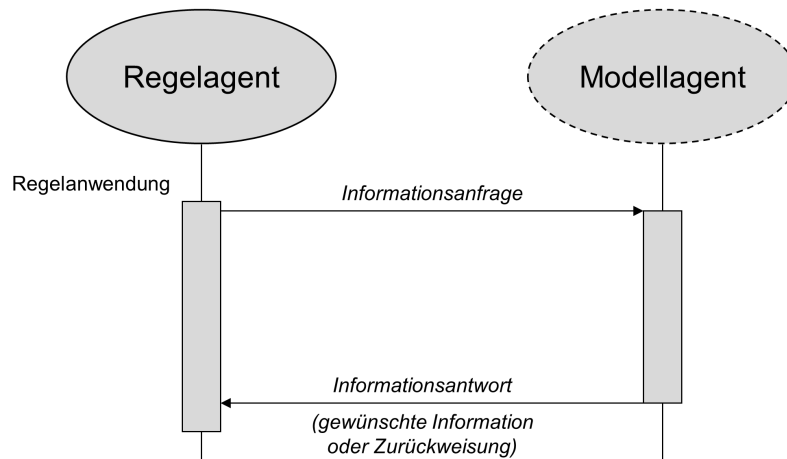 Regelagent
Modellagent
Regelanwendung
Informationsanfrage
Informationsantwort
(gewünschte Information
oder Zurückweisung)